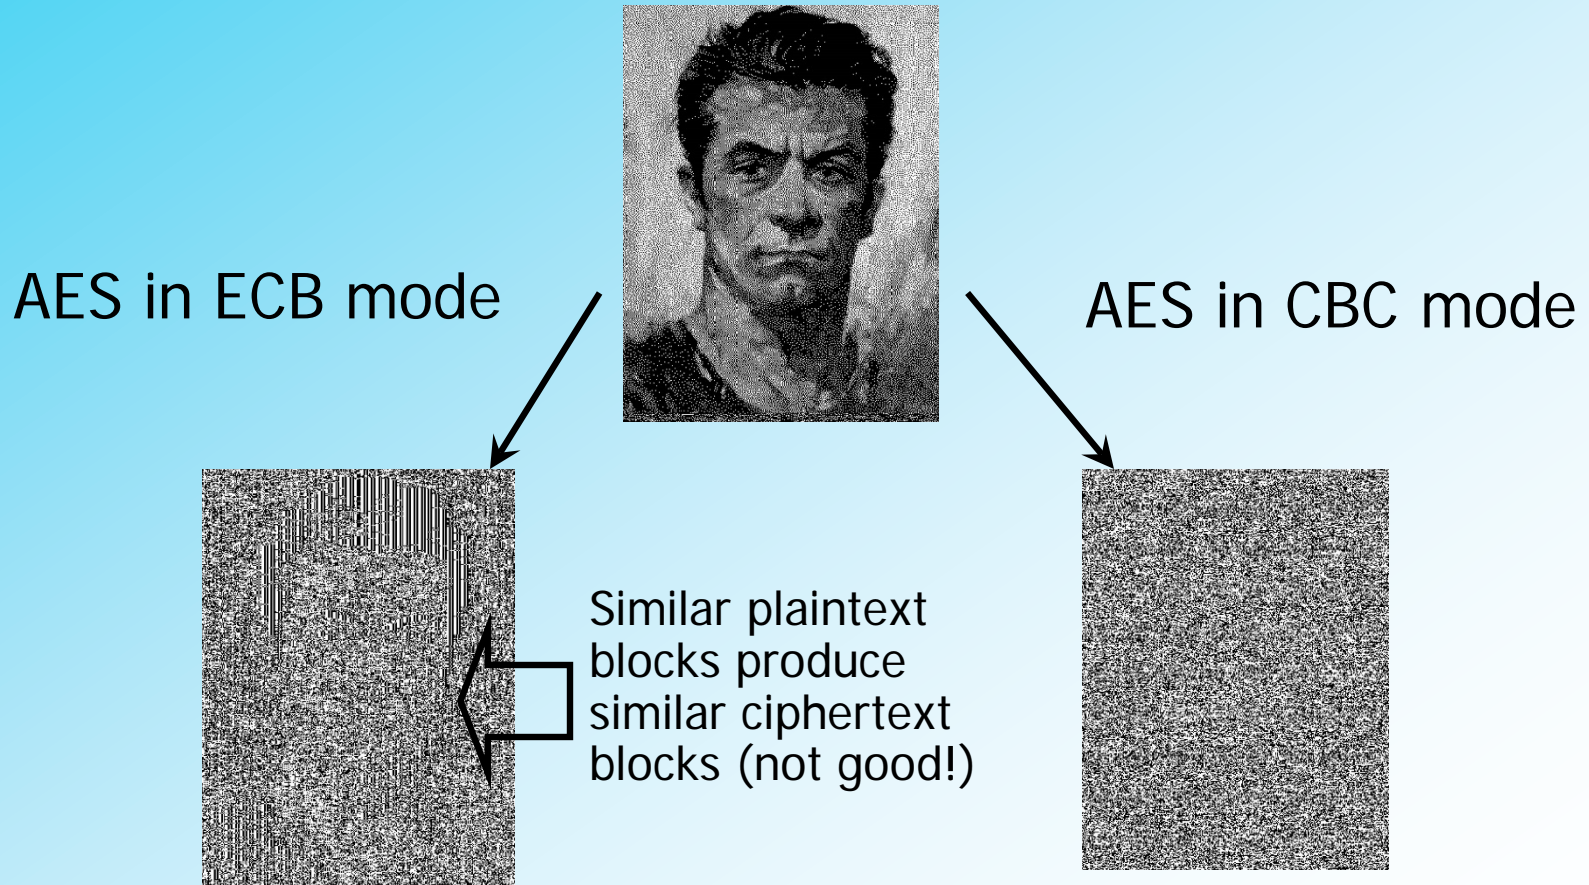 AES in ECB mode
AES in CBC mode
Similar plaintext
blocks produce
similar ciphertext
blocks (not good!)